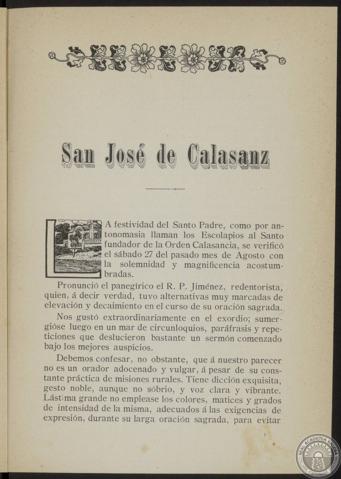 San José de Calasanz
LA festividad del Santo Padre, como por an-
tonomasia llaman los Escolapios al Santo
fundador de la Orden Calasancia, se verificó
el sábado 27 del pasado mes de Agosto con
la solemnidad y magnificencia acostum-
bradas.
Pronunció el panegírico el R. P. Jiménez, redentorista,
quien, á decir verdad, tuvo alternativas muy marcadas de
elevación y decaimiento en el curso de su oración sagrada.
Nos gustó extraordinariamente en el exordio; sumer-
gióse luego en un mar de circunloquios, paráfrasis y repe-
ticiones que deslucieron bastante un sermón comenzado
bajo los mejores auspicios.
Debemos confesar, no obstante, que á nuestro parecer
no es un orador adocenado y vulgar, á pesar de su cons-
tante práctica de misiones rurales. Tiene dicción exquisita,
gesto noble, aunque no sobrio, y voz clara y vibrante.
Lástima grande no emplease los colores, matices y grados
de intensidad de la misma, adecuados á las exigencias de
expresión, durante su larga oración sagrada, para evitar